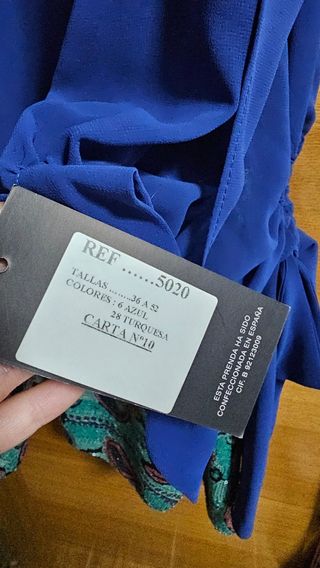 REF ......5020
TALLAS ........36 A 52
COLORES : 6 AZUL
28 TURQUESA
CARTA Nº10
ESTA PRENDA HA SIDO
CONFECCIONADA EN ESPAÑA
CIF. B 92123009